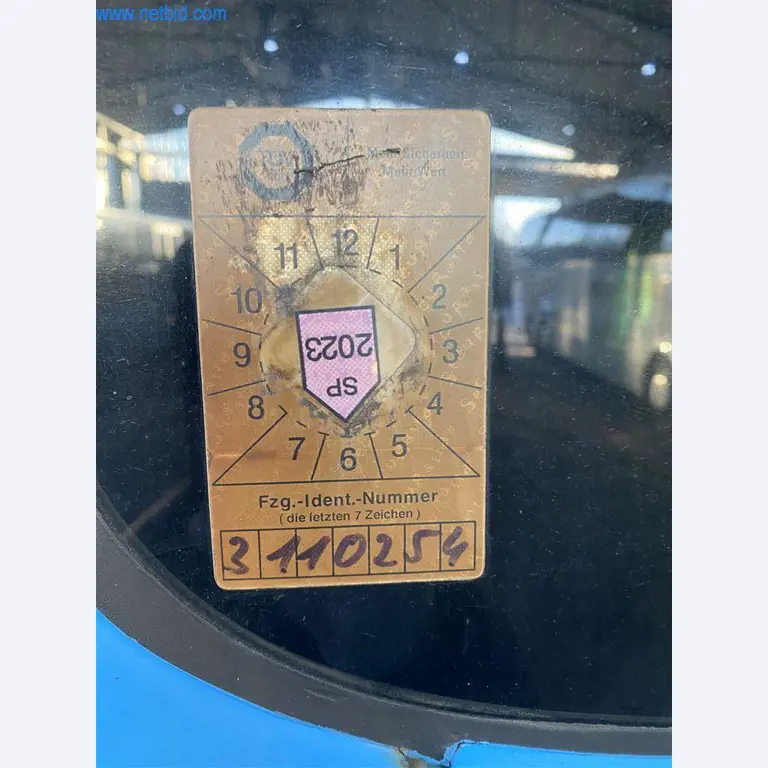 www.netbid.com
TÜV
Mehr Sicherheit.
Mehr Wert.
11 12 1
10 2
9 3
8 4
7 6 5
SP
2023
Fzg.-Ident.-Nummer
(die letzten 7 Zeichen)
3110254